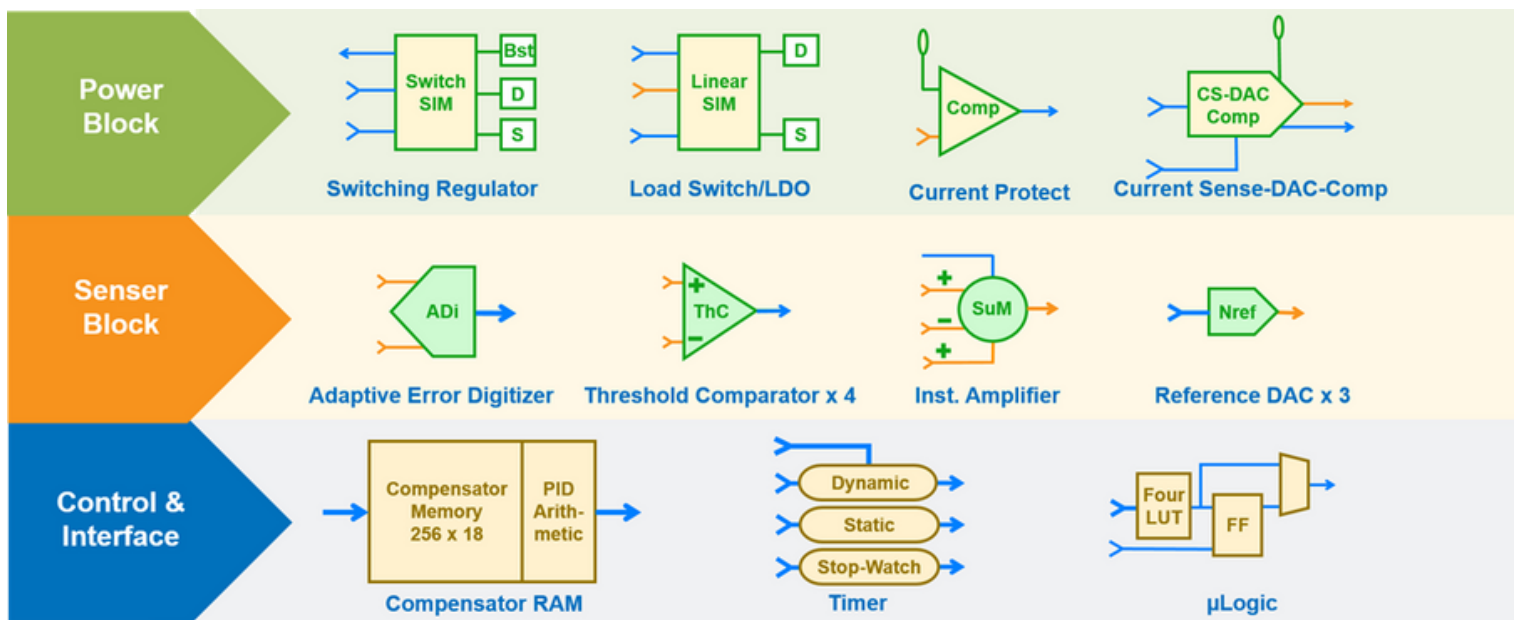 Power
Block
Switch
SIM
Bst
D
S
Switching Regulator
Linear
SIM
D
S
Load Switch/LDO
Comp
Current Protect
CS-DAC
Comp
Current Sense-DAC-Comp
Senser
Block
ADi
Adaptive Error Digitizer
+
ThC
−
Threshold Comparator x 4
+
−
+
SuM
Inst. Amplifier
Nref
Reference DAC x 3
Control &
Interface
Compensator
Memory
256 x 18
PID
Arith-
metic
Compensator RAM
Dynamic
Static
Stop-Watch
Timer
Four
LUT
FF
µLogic